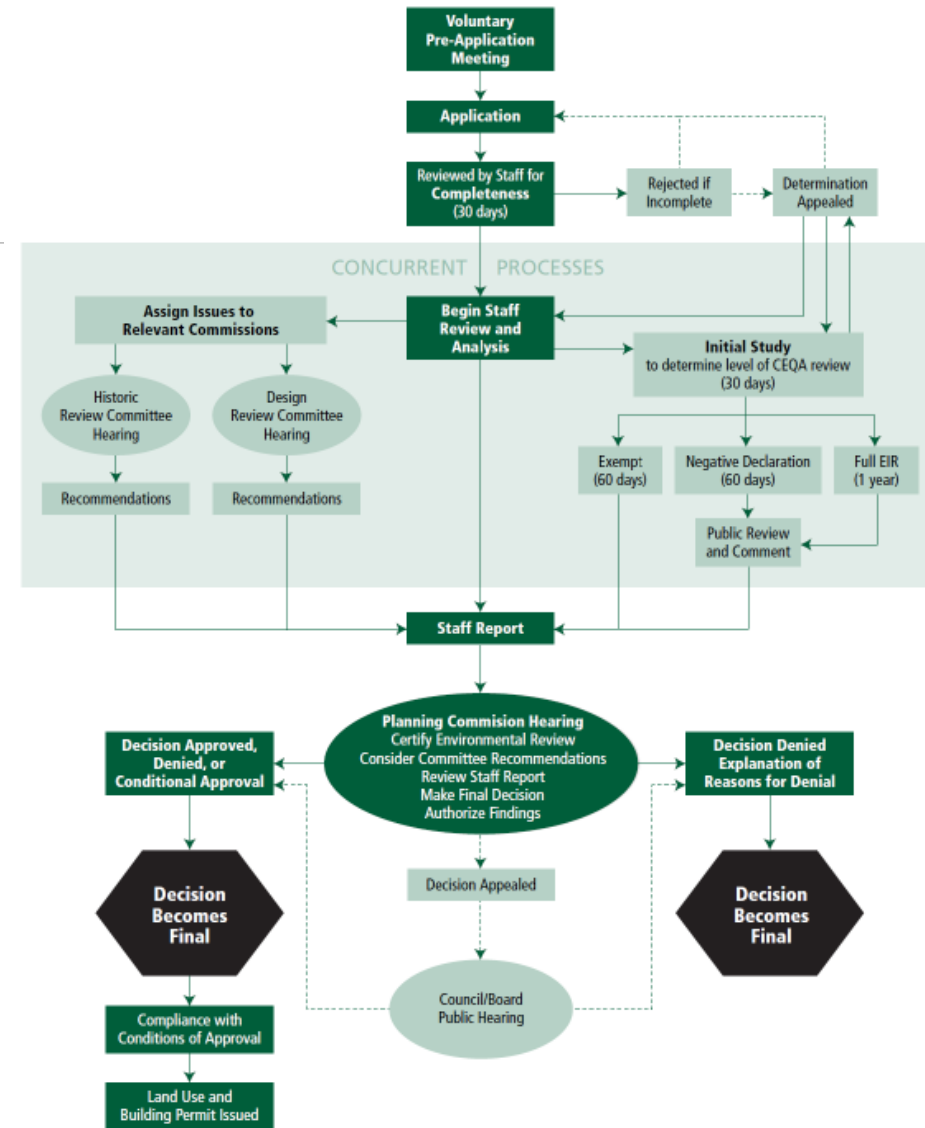 Voluntary
Pre-Application
Meeting
Application
Reviewed by Staff for
Completeness
(30 days)
Rejected if
Incomplete
Determination
Appealed
CONCURRENT PROCESSES
Assign Issues to
Relevant Commissions
Begin Staff
Review and
Analysis
Initial Study
to determine level of CEQA review
(30 days)
Historic
Review Committee
Hearing
Design
Review Committee
Hearing
Exempt
(60 days)
Negative Declaration
(60 days)
Full EIR
(1 year)
Recommendations
Recommendations
Public Review
and Comment
Staff Report
Planning Commision Hearing
Certify Environmental Review
Consider Committee Recommendations
Review Staff Report
Make Final Decision
Authorize Findings
Decision Approved,
Denied, or
Conditional Approval
Decision Denied
Explanation of
Reasons for Denial
Decision Appealed
Decision
Becomes
Final
Decision
Becomes
Final
Council/Board
Public Hearing
Compliance with
Conditions of Approval
Land Use and
Building Permit Issued